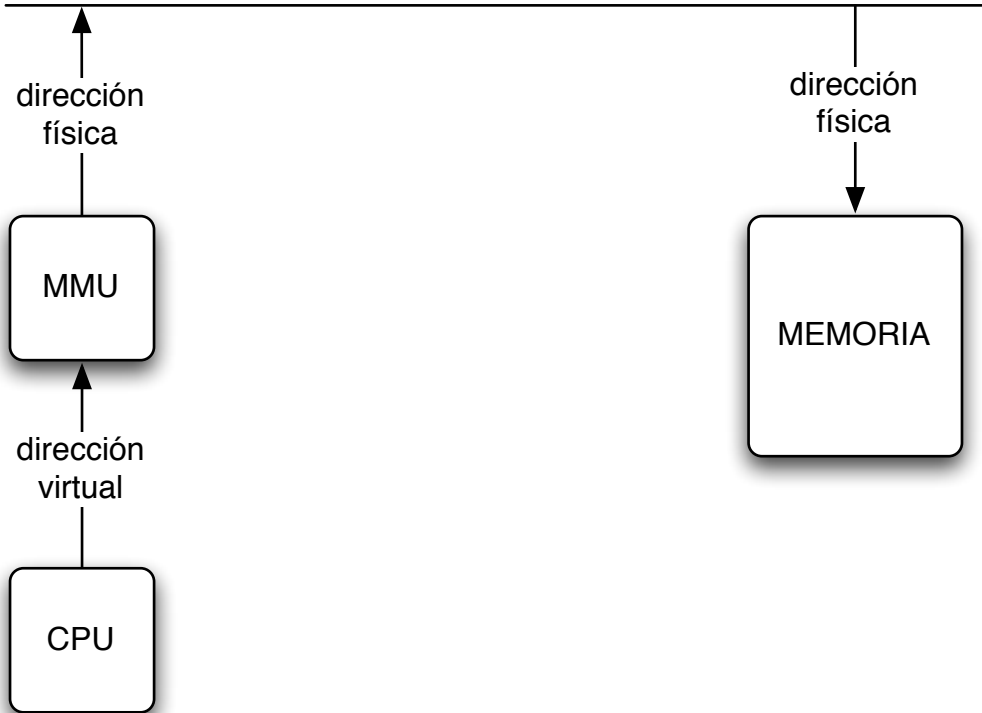 dirección
física
dirección
física
MMU
MEMORIA
dirección
virtual
CPU